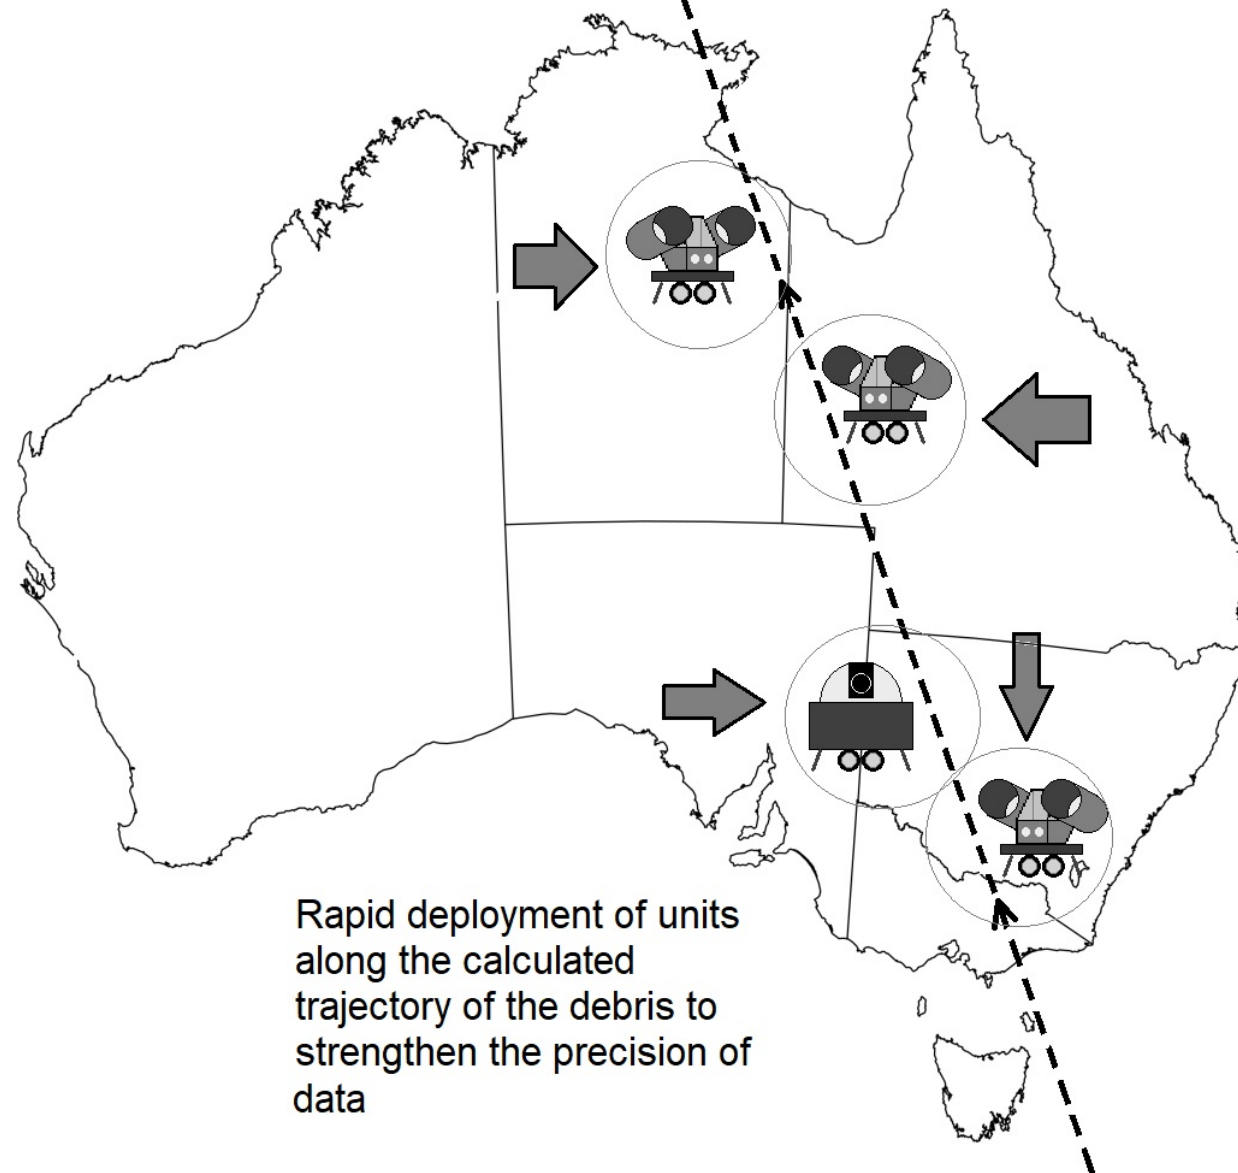 Rapid deployment of units
along the calculated
trajectory of the debris to
strengthen the precision of
data